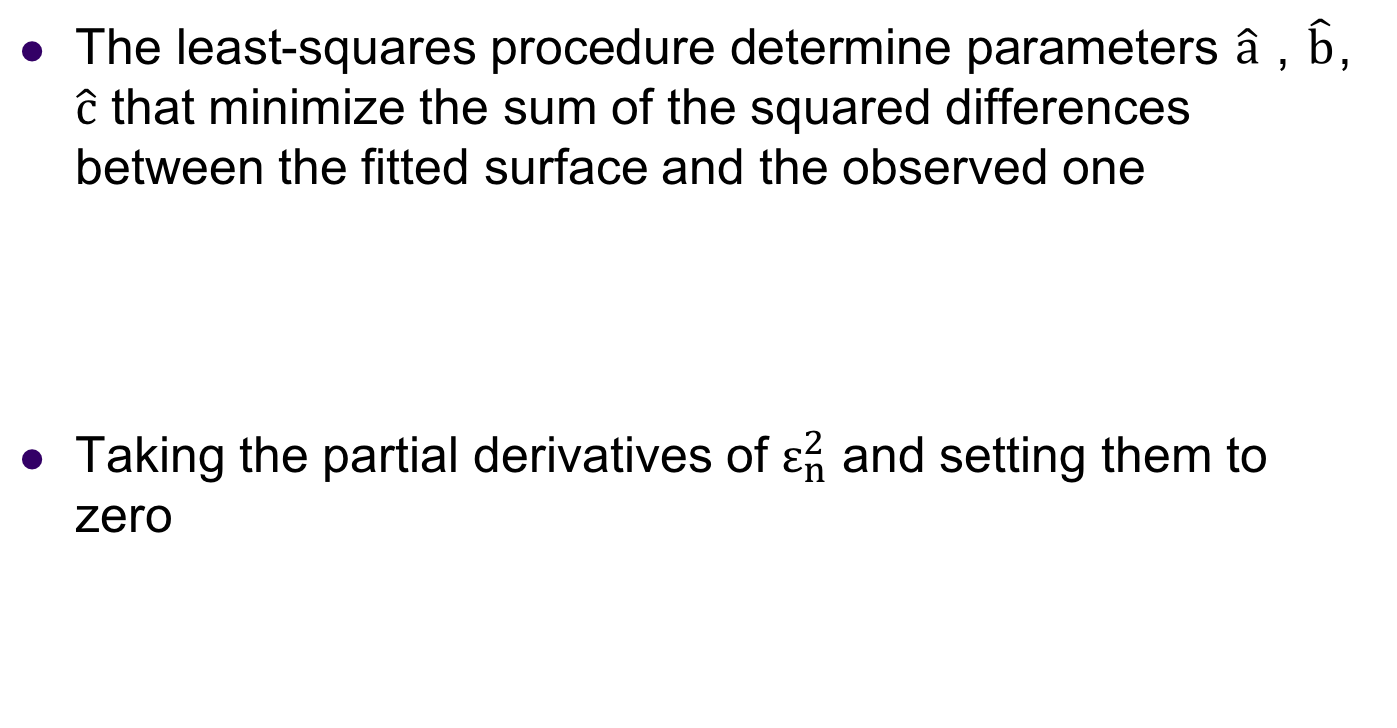 • The least-squares procedure determine parameters â , b̂,
ĉ that minimize the sum of the squared differences
between the fitted surface and the observed one
• Taking the partial derivatives of εₙ² and setting them to
zero